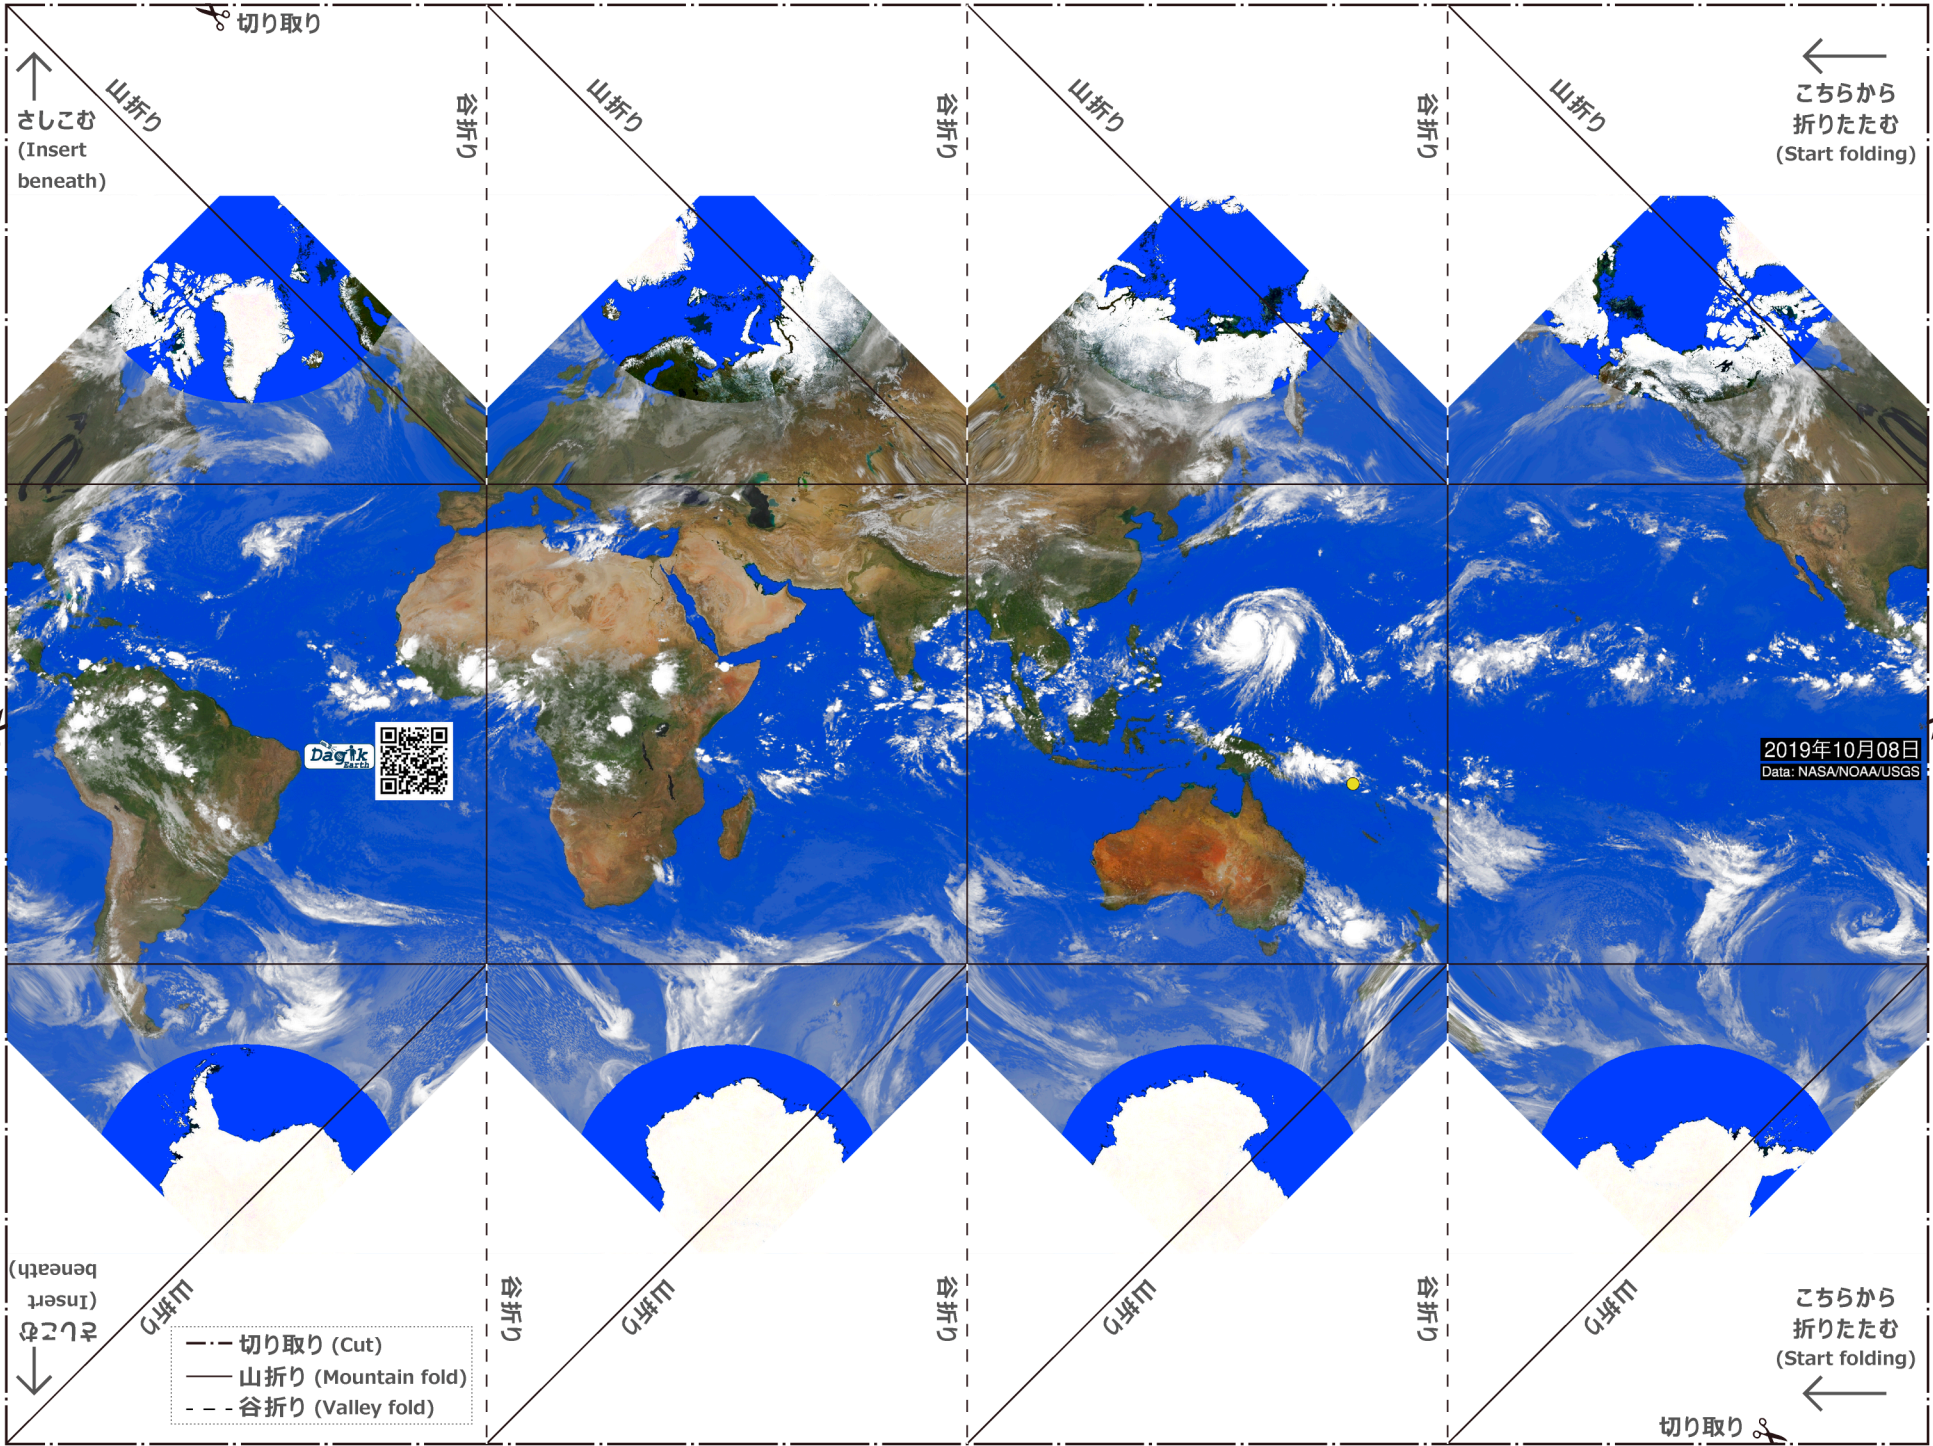 切り取り
山折り
谷折り
山折り
谷折り
山折り
谷折り
山折り
さしこむ
(Insert
beneath)
こちらから
折りたたむ
(Start folding)
Dagik
Earth
2019年10月08日
Data: NASA/NOAA/USGS
さしこむ
(Insert
beneath)
山折り
谷折り
山折り
谷折り
山折り
谷折り
山折り
こちらから
折りたたむ
(Start folding)
切り取り (Cut)
山折り (Mountain fold)
谷折り (Valley fold)
切り取り